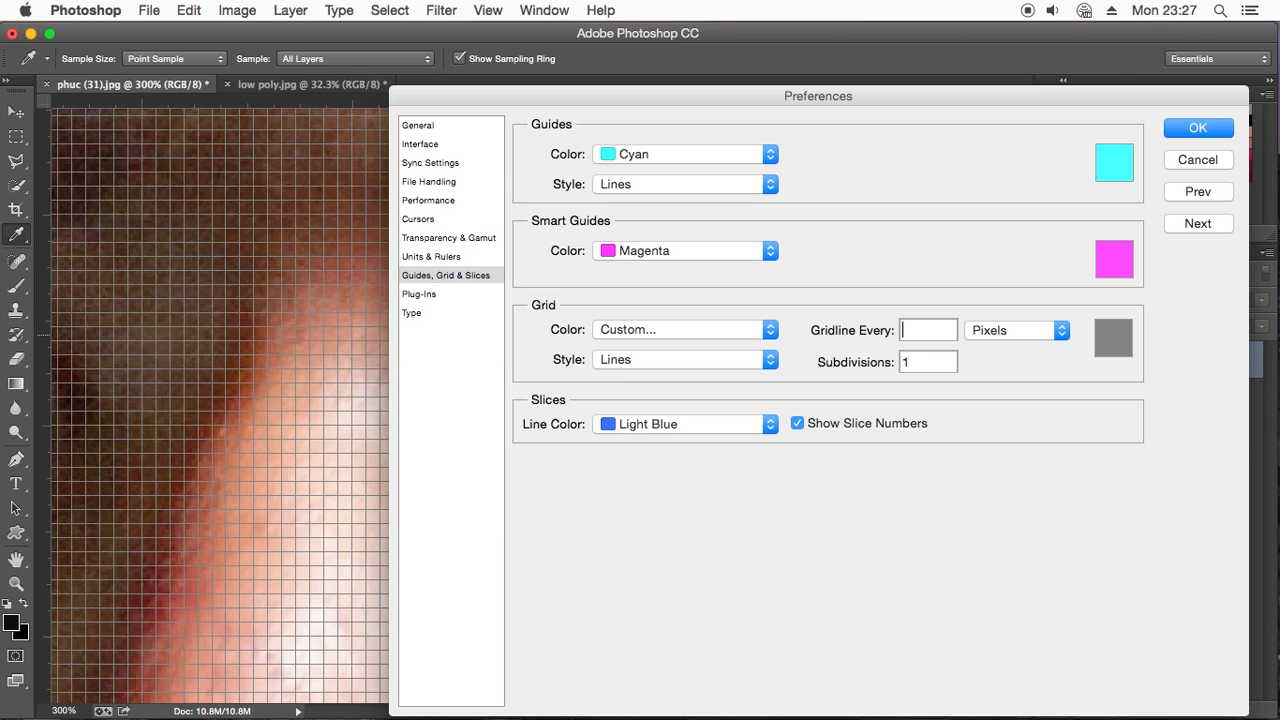 Photoshop File Edit Image Layer Type Select Filter View Window Help Mon 23:27
Adobe Photoshop CC
Sample Size: Point Sample Sample: All Layers Show Sampling Ring Essentials
phuc (31).jpg @ 300% (RGB/8) * low poly.jpg @ 32.3% (RGB/8) *
Preferences
General
Interface
Sync Settings
File Handling
Performance
Cursors
Transparency & Gamut
Units & Rulers
Guides, Grid & Slices
Plug-Ins
Type
Guides
Color: Cyan
Style: Lines
Smart Guides
Color: Magenta
Grid
Color: Custom... Gridline Every: Pixels
Style: Lines Subdivisions: 1
Slices
Line Color: Light Blue Show Slice Numbers
OK
Cancel
Prev
Next
300% Doc: 10.8M/10.8M